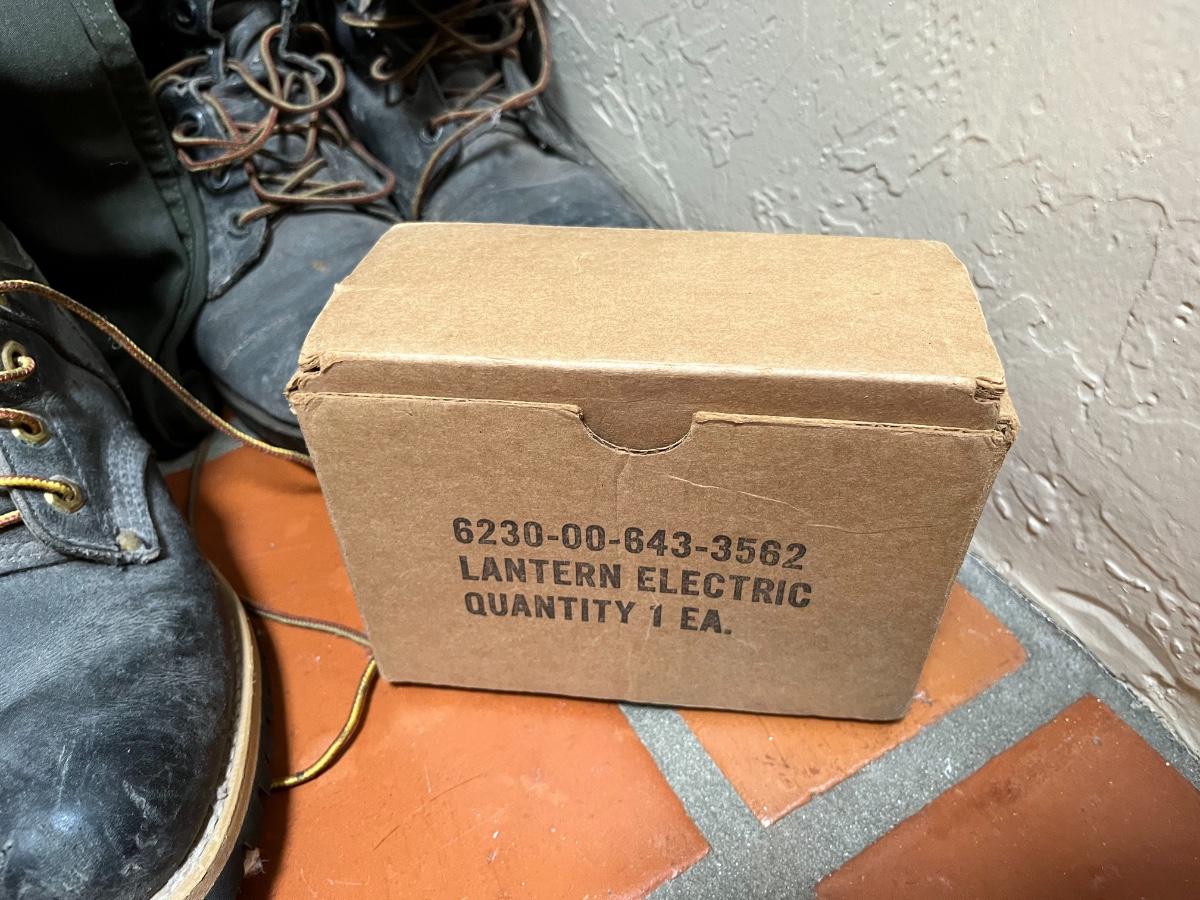 6230-00-643-3562
LANTERN ELECTRIC
QUANTITY 1 EA.